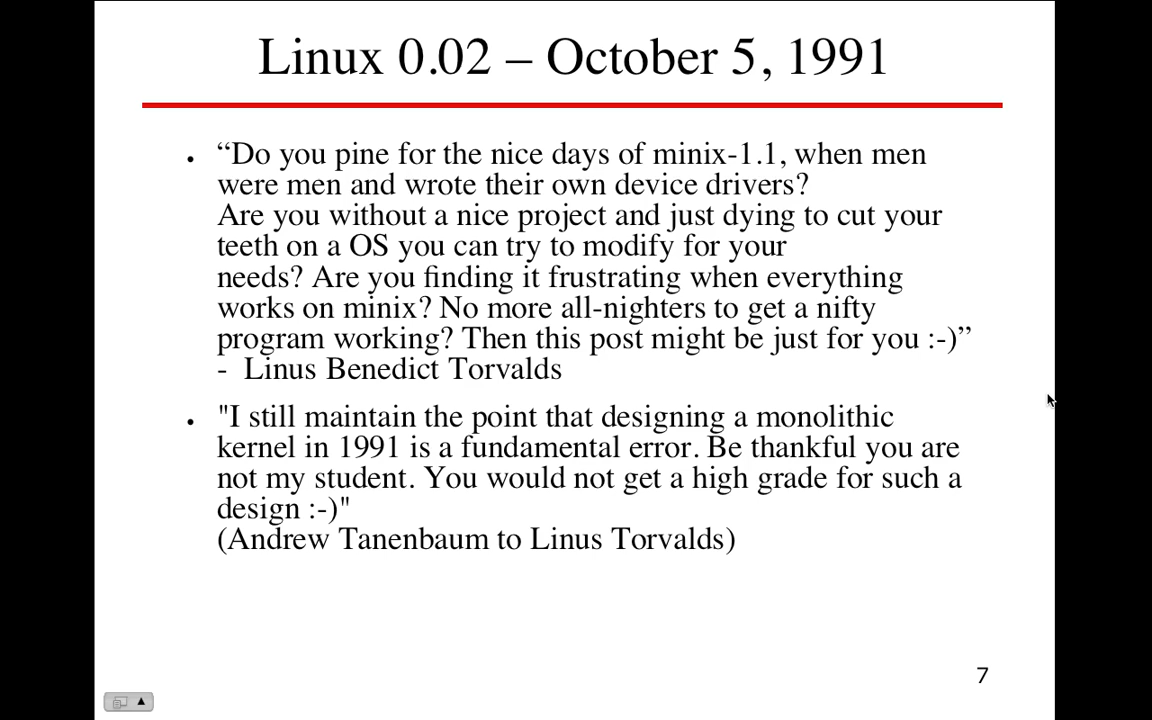 Linux 0.02 – October 5, 1991
• “Do you pine for the nice days of minix-1.1, when men
were men and wrote their own device drivers?
Are you without a nice project and just dying to cut your
teeth on a OS you can try to modify for your
needs? Are you finding it frustrating when everything
works on minix? No more all-nighters to get a nifty
program working? Then this post might be just for you :-)”
- Linus Benedict Torvalds
• "I still maintain the point that designing a monolithic
kernel in 1991 is a fundamental error. Be thankful you are
not my student. You would not get a high grade for such a
design :-)"
(Andrew Tanenbaum to Linus Torvalds)
7